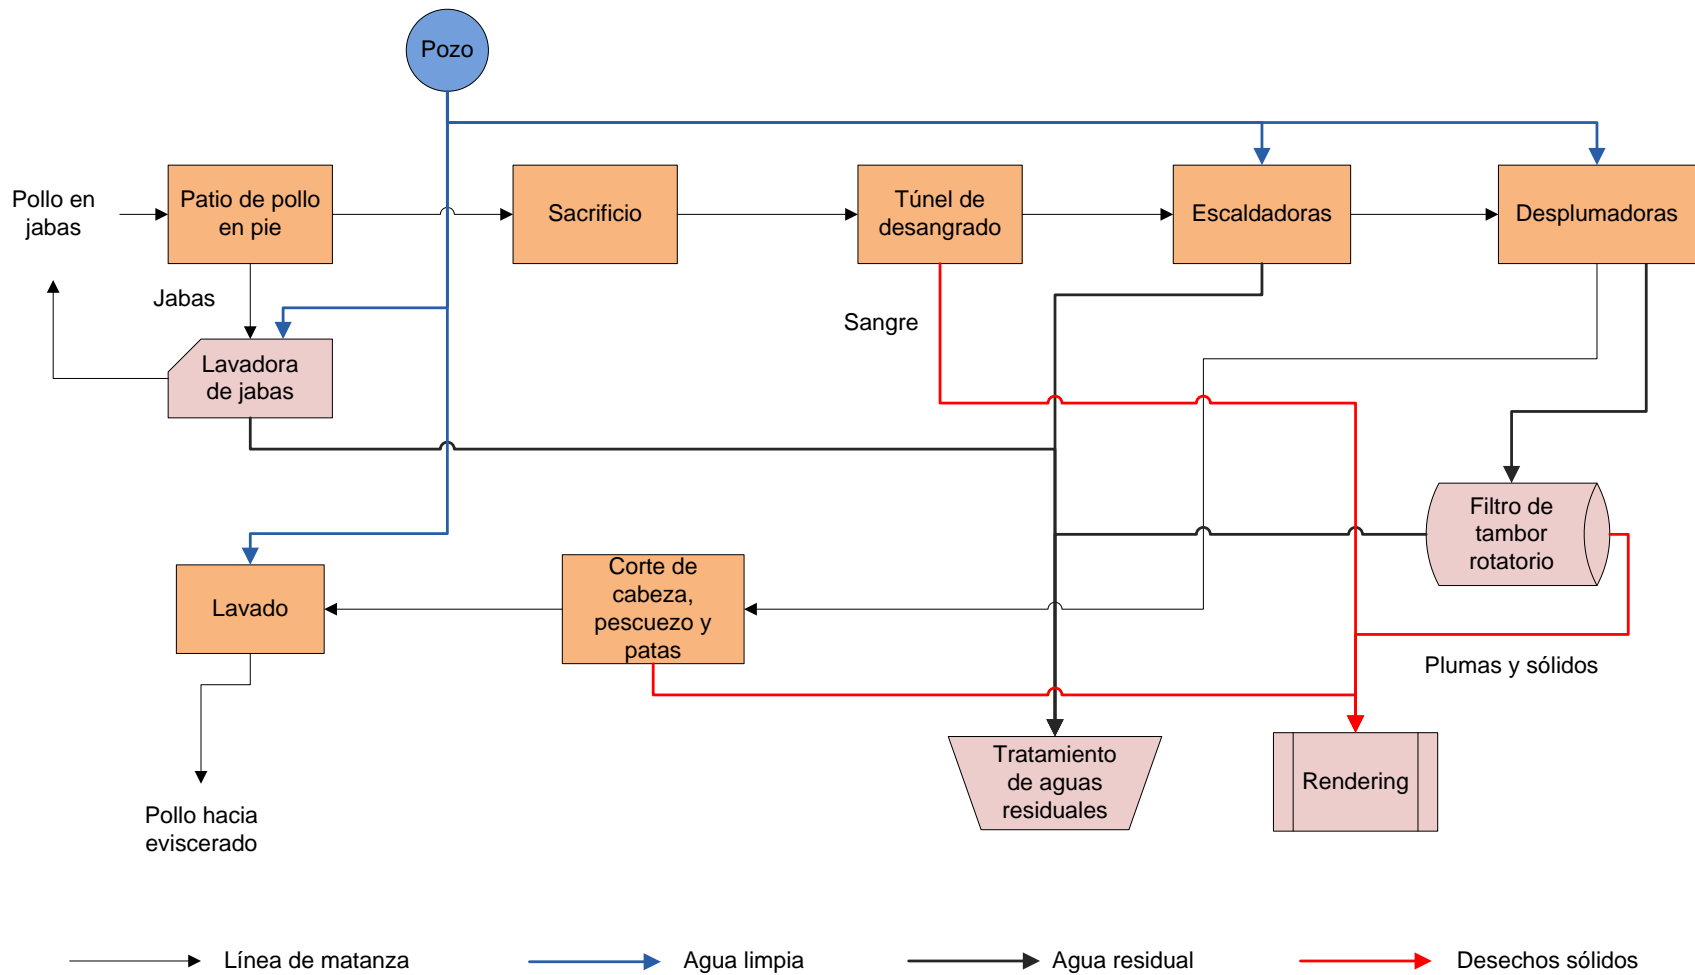 Pozo
Pollo en
jabas
Patio de pollo
en pie
Sacrificio
Túnel de
desangrado
Escaldadoras
Desplumadoras
Jabas
Sangre
Lavadora
de jabas
Filtro de
tambor
rotatorio
Lavado
Corte de
cabeza,
pescuezo y
patas
Plumas y sólidos
Tratamiento
de aguas
residuales
Rendering
Pollo hacia
eviscerado
Línea de matanza
Agua limpia
Agua residual
Desechos sólidos